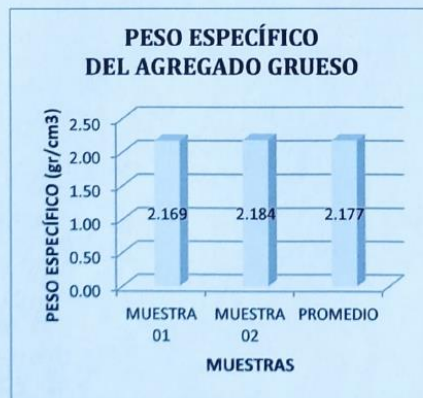 PESO ESPECÍFICO
DEL AGREGADO GRUESO
PESO ESPECÍFICO (gr/cm3)
2.50
2.00
1.50
1.00
0.50
0.00
2.169
2.184
2.177
MUESTRA
01
MUESTRA
02
PROMEDIO
MUESTRAS